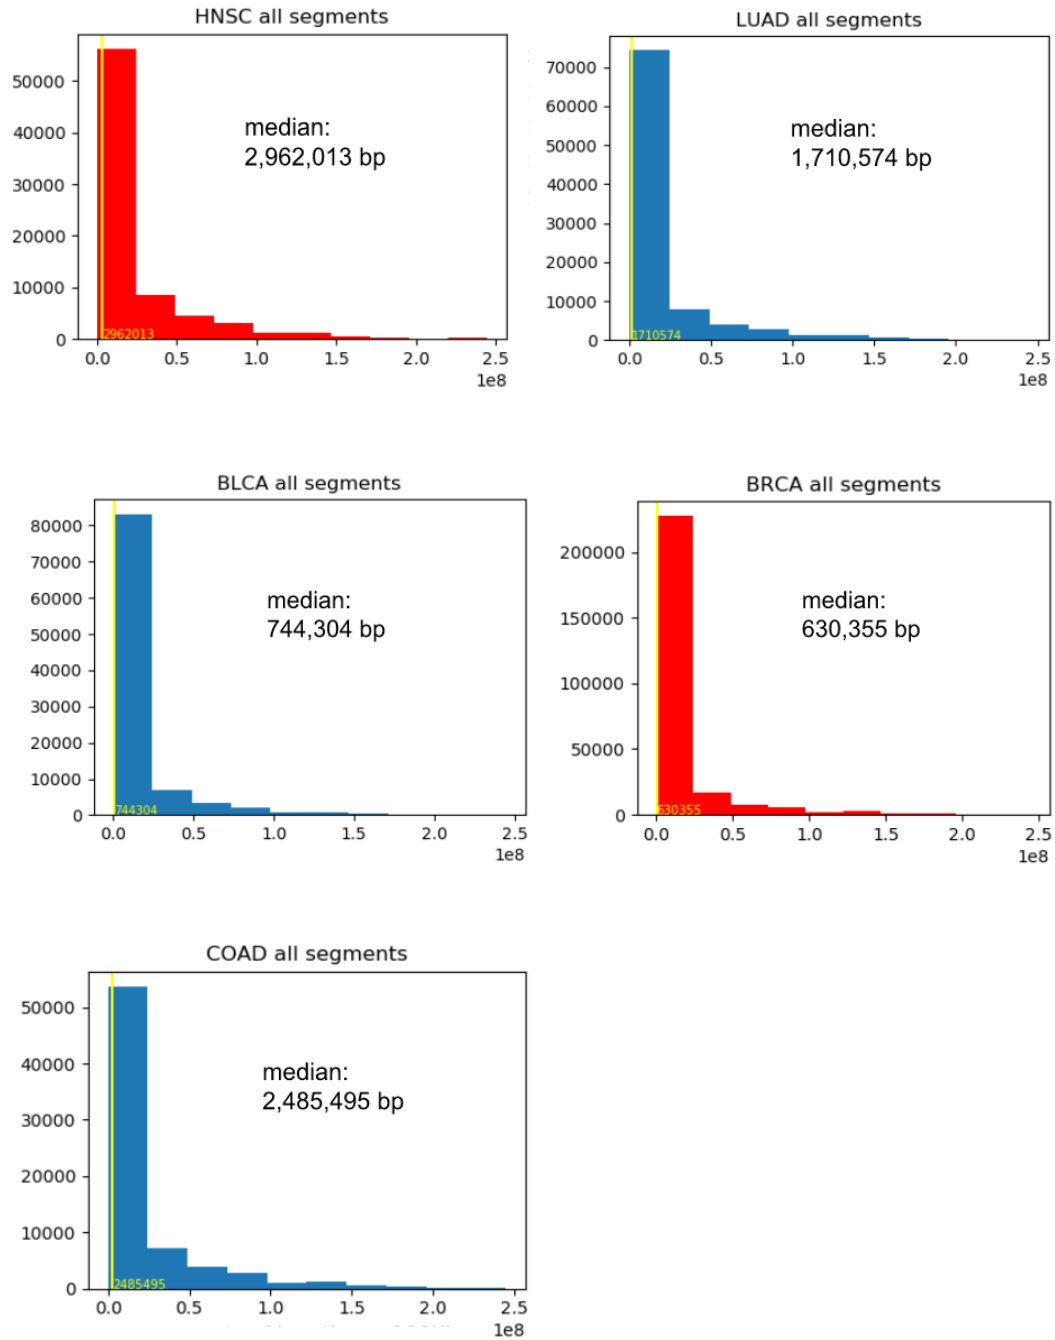 HNSC all segments
50000
40000
30000
20000
10000
0
median:
2,962,013 bp
2962013
0.0 0.5 1.0 1.5 2.0 2.5
1e8
LUAD all segments
70000
60000
50000
40000
30000
20000
10000
0
median:
1,710,574 bp
1710574
0.0 0.5 1.0 1.5 2.0 2.5
1e8
BLCA all segments
80000
70000
60000
50000
40000
30000
20000
10000
0
median:
744,304 bp
744304
0.0 0.5 1.0 1.5 2.0 2.5
1e8
BRCA all segments
200000
150000
100000
50000
0
median:
630,355 bp
630355
0.0 0.5 1.0 1.5 2.0 2.5
1e8
COAD all segments
50000
40000
30000
20000
10000
0
median:
2,485,495 bp
2485495
0.0 0.5 1.0 1.5 2.0 2.5
1e8